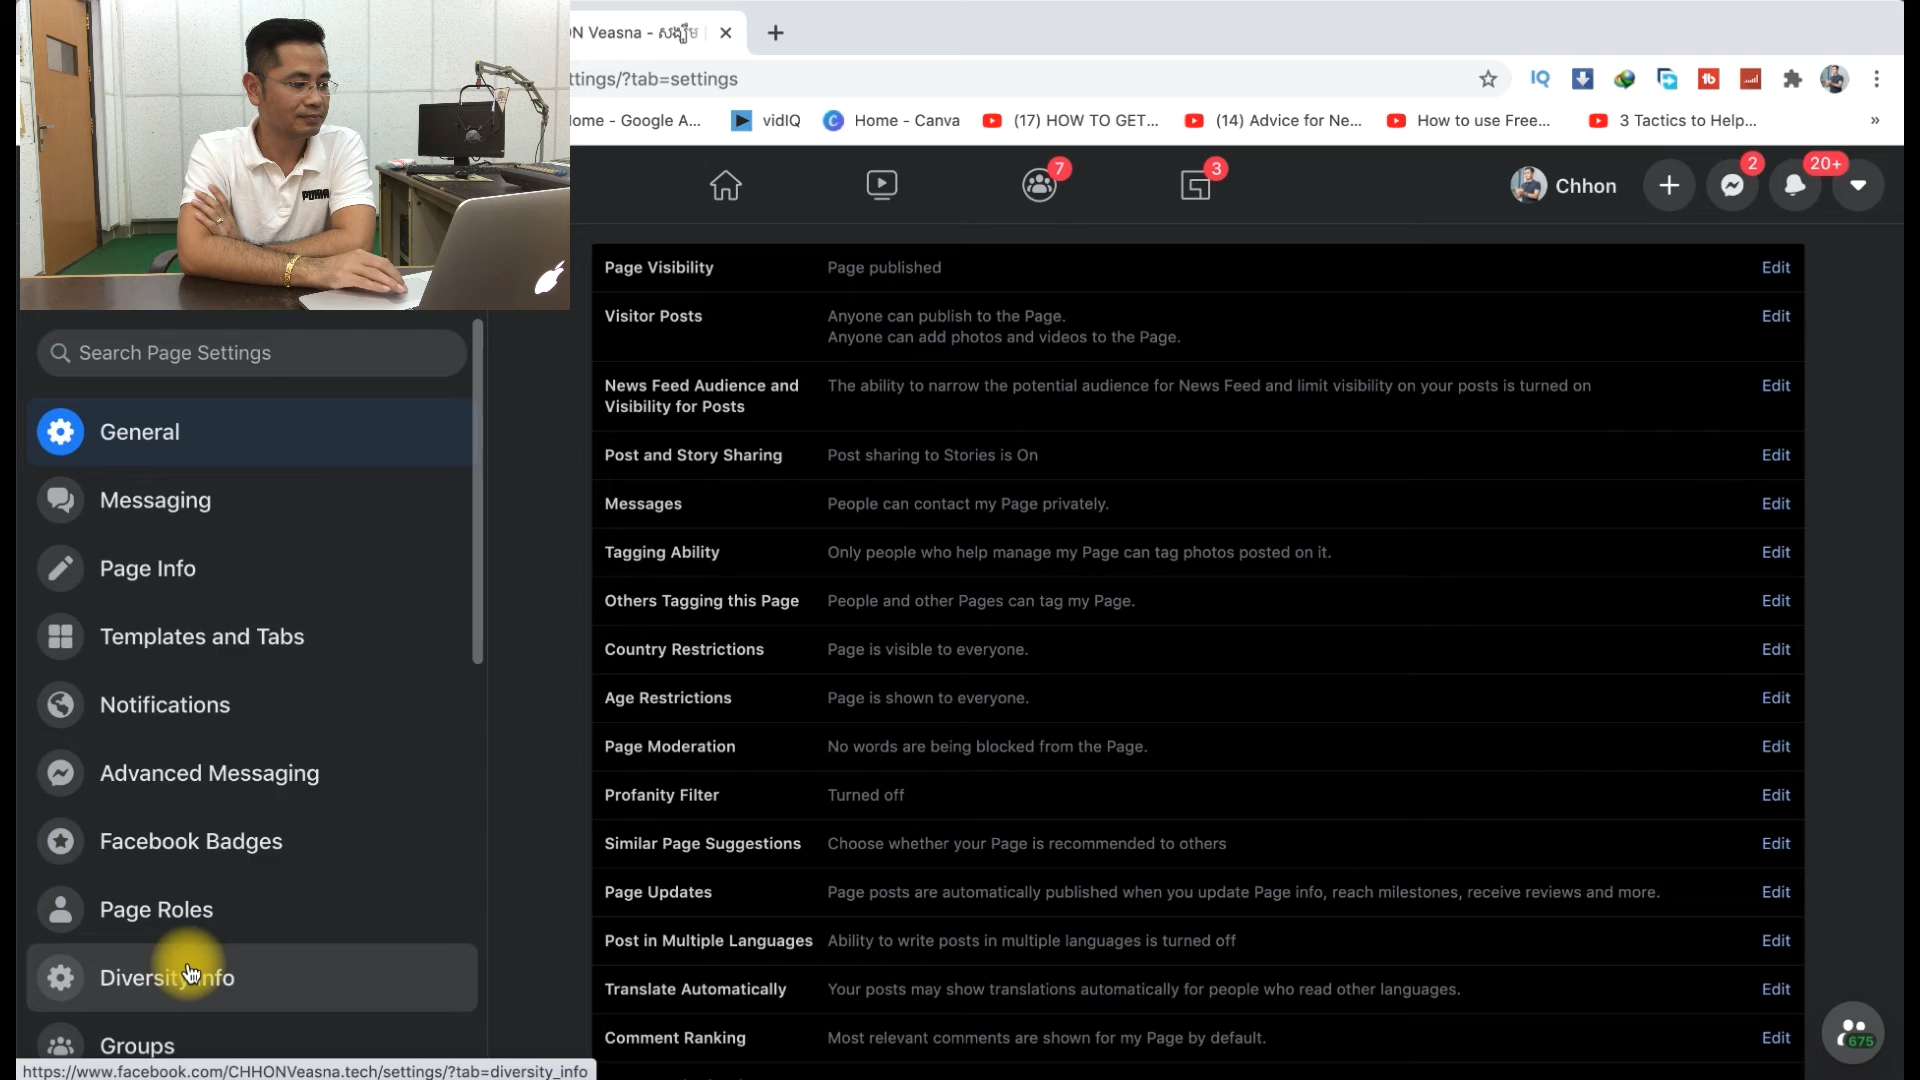 ON Veasna - សង្ឃឹម
ttings/?tab=settings
ome - Google A...
vidIQ
Home - Canva
(17) HOW TO GET...
(14) Advice for Ne...
How to use Free...
3 Tactics to Help...
»
7
3
Chhon
2
20+
PUMA
Search Page Settings
General
Messaging
Page Info
Templates and Tabs
Notifications
Advanced Messaging
Facebook Badges
Page Roles
Diversity Info
Groups
https://www.facebook.com/CHHONVeasna.tech/settings/?tab=diversity_info
Page Visibility Page published Edit
Visitor Posts Anyone can publish to the Page. Edit
Anyone can add photos and videos to the Page.
News Feed Audience and The ability to narrow the potential audience for News Feed and limit visibility on your posts is turned on Edit
Visibility for Posts
Post and Story Sharing Post sharing to Stories is On Edit
Messages People can contact my Page privately. Edit
Tagging Ability Only people who help manage my Page can tag photos posted on it. Edit
Others Tagging this Page People and other Pages can tag my Page. Edit
Country Restrictions Page is visible to everyone. Edit
Age Restrictions Page is shown to everyone. Edit
Page Moderation No words are being blocked from the Page. Edit
Profanity Filter Turned off Edit
Similar Page Suggestions Choose whether your Page is recommended to others Edit
Page Updates Page posts are automatically published when you update Page info, reach milestones, receive reviews and more. Edit
Post in Multiple Languages Ability to write posts in multiple languages is turned off Edit
Translate Automatically Your posts may show translations automatically for people who read other languages. Edit
Comment Ranking Most relevant comments are shown for my Page by default. Edit
675